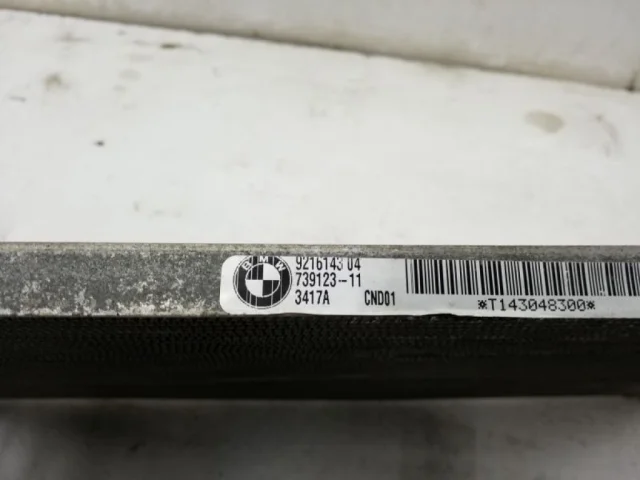 BMW
9216143 04
739123-11
3417A CND01
*T143048300*